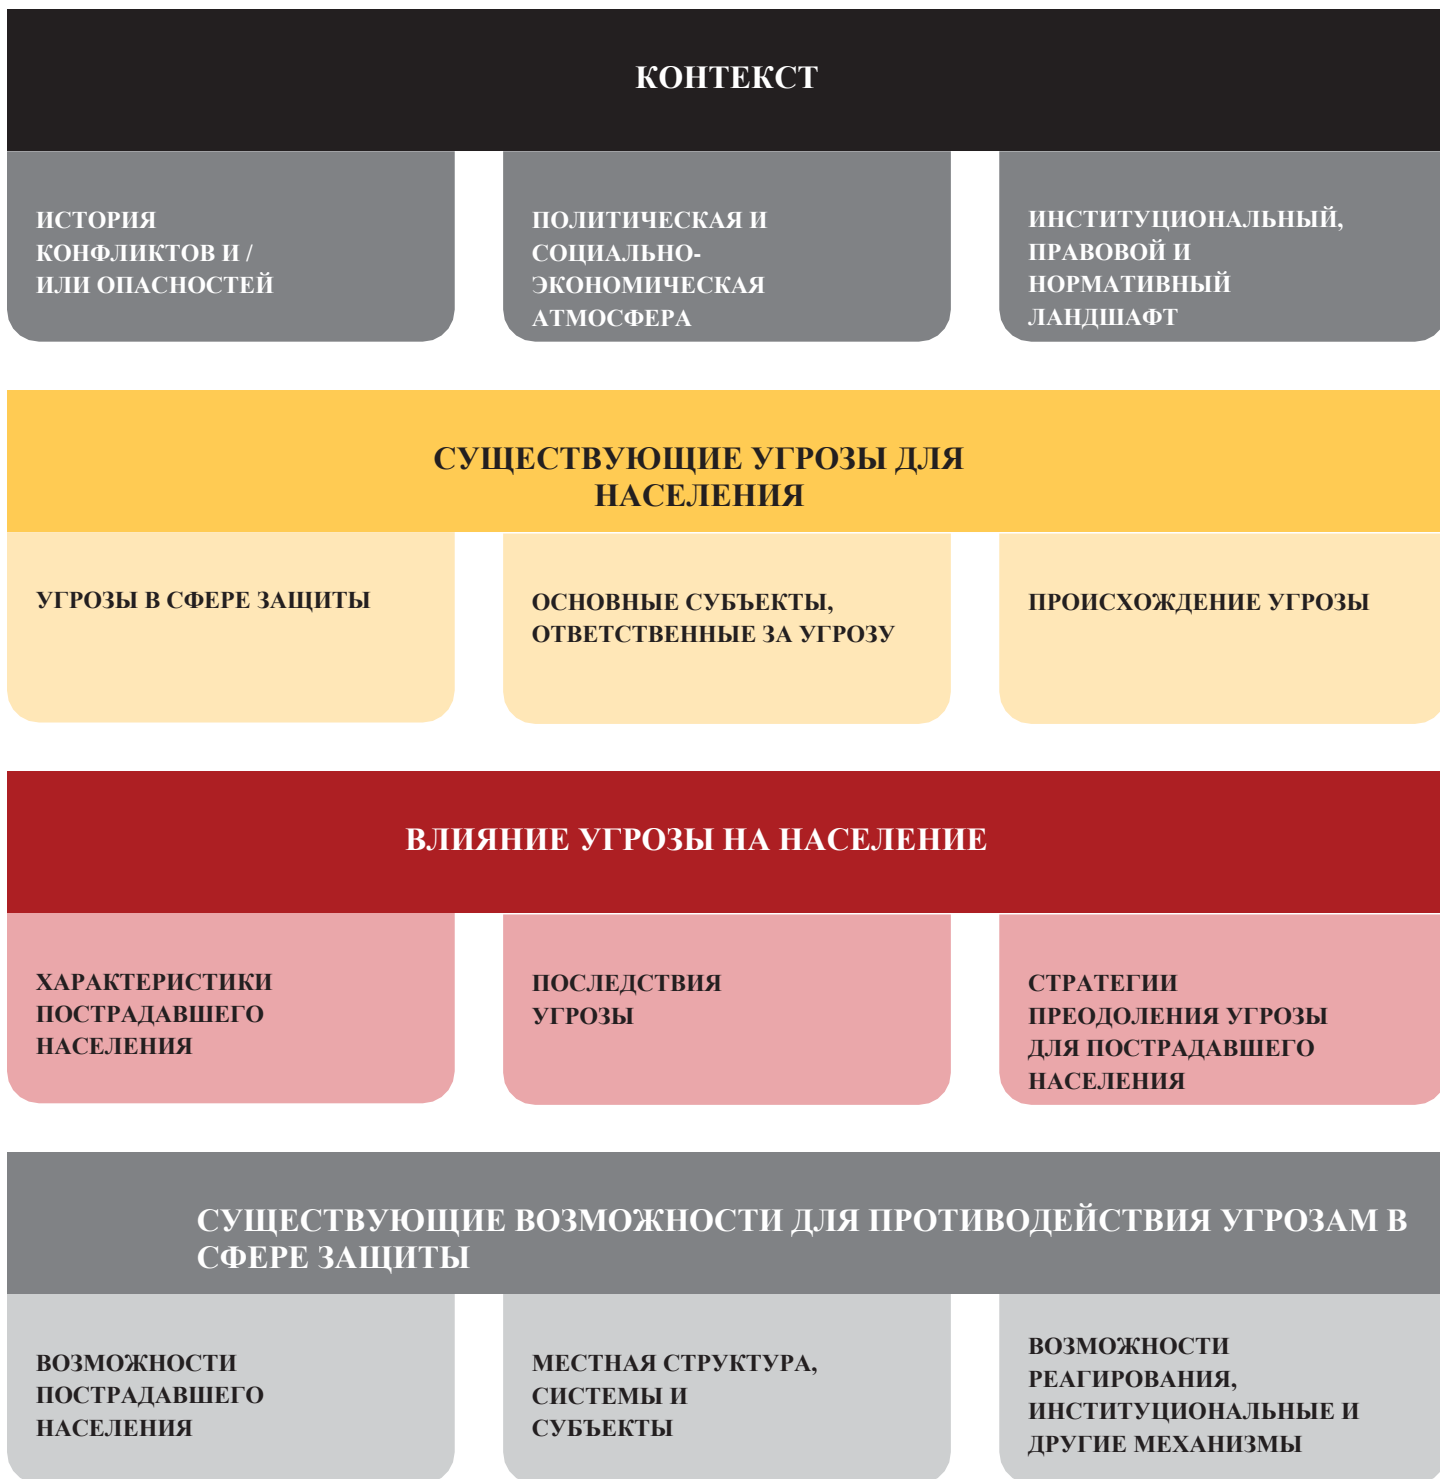 КОНТЕКСТ
ИСТОРИЯ
КОНФЛИКТОВ И /
ИЛИ ОПАСНОСТЕЙ
ПОЛИТИЧЕСКАЯ И
СОЦИАЛЬНО-
ЭКОНОМИЧЕСКАЯ
АТМОСФЕРА
ИНСТИТУЦИОНАЛЬНЫЙ,
ПРАВОВОЙ И
НОРМАТИВНЫЙ
ЛАНДШАФТ
СУЩЕСТВУЮЩИЕ УГРОЗЫ ДЛЯ
НАСЕЛЕНИЯ
УГРОЗЫ В СФЕРЕ ЗАЩИТЫ
ОСНОВНЫЕ СУБЪЕКТЫ,
ОТВЕТСТВЕННЫЕ ЗА УГРОЗУ
ПРОИСХОЖДЕНИЕ УГРОЗЫ
ВЛИЯНИЕ УГРОЗЫ НА НАСЕЛЕНИЕ
ХАРАКТЕРИСТИКИ
ПОСТРАДАВШЕГО
НАСЕЛЕНИЯ
ПОСЛЕДСТВИЯ
УГРОЗЫ
СТРАТЕГИИ
ПРЕОДОЛЕНИЯ УГРОЗЫ
ДЛЯ ПОСТРАДАВШЕГО
НАСЕЛЕНИЯ
СУЩЕСТВУЮЩИЕ ВОЗМОЖНОСТИ ДЛЯ ПРОТИВОДЕЙСТВИЯ УГРОЗАМ В
СФЕРЕ ЗАЩИТЫ
ВОЗМОЖНОСТИ
ПОСТРАДАВШЕГО
НАСЕЛЕНИЯ
МЕСТНАЯ СТРУКТУРА,
СИСТЕМЫ И
СУБЪЕКТЫ
ВОЗМОЖНОСТИ
РЕАГИРОВАНИЯ,
ИНСТИТУЦИОНАЛЬНЫЕ И
ДРУГИЕ МЕХАНИЗМЫ